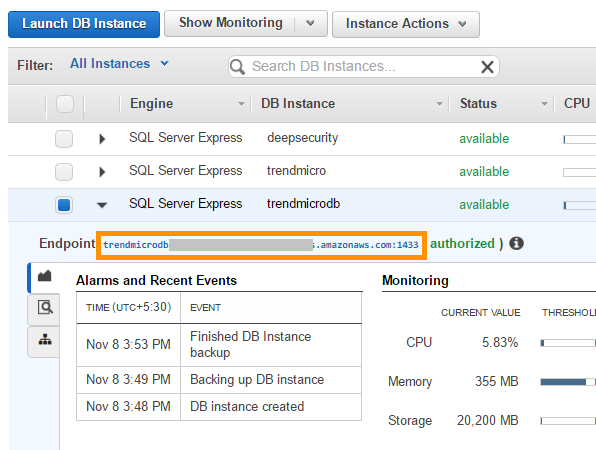 Launch DB Instance Show Monitoring Instance Actions
Filter: All Instances Search DB Instances...
Engine DB Instance Status CPU
SQL Server Express deepsecurity available
SQL Server Express trendmicro available
SQL Server Express trendmicrodb available
Endpoint trendmicrodb s.amazonaws.com:1433 authorized )
Alarms and Recent Events Monitoring
TIME (UTC+5:30) EVENT CURRENT VALUE THRESHOL
Nov 8 3:53 PM Finished DB Instance
backup
CPU 5.83%
Nov 8 3:49 PM Backing up DB instance Memory 355 MB
Nov 8 3:48 PM DB instance created
Storage 20,200 MB